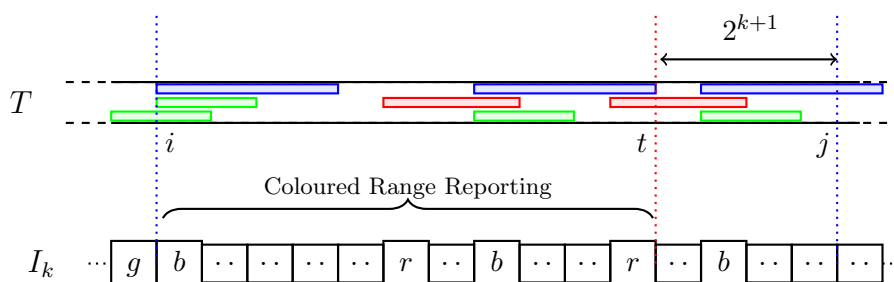 2^{k+1}
T
i t j
Coloured Range Reporting
I_k ··· g b ·· ·· ·· ·· r ·· b ·· ·· r ·· b ·· ·· ·· ···